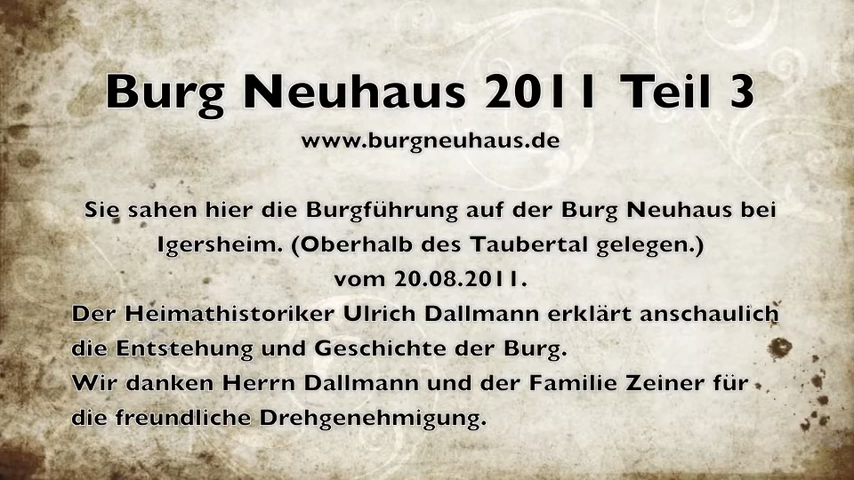 Burg Neuhaus 2011 Teil 3
www.burgneuhaus.de
Sie sahen hier die Burgführung auf der Burg Neuhaus bei
Igersheim. (Oberhalb des Taubertal gelegen.)
vom 20.08.2011.
Der Heimathistoriker Ulrich Dallmann erklärt anschaulich
die Entstehung und Geschichte der Burg.
Wir danken Herrn Dallmann und der Familie Zeiner für
die freundliche Drehgenehmigung.